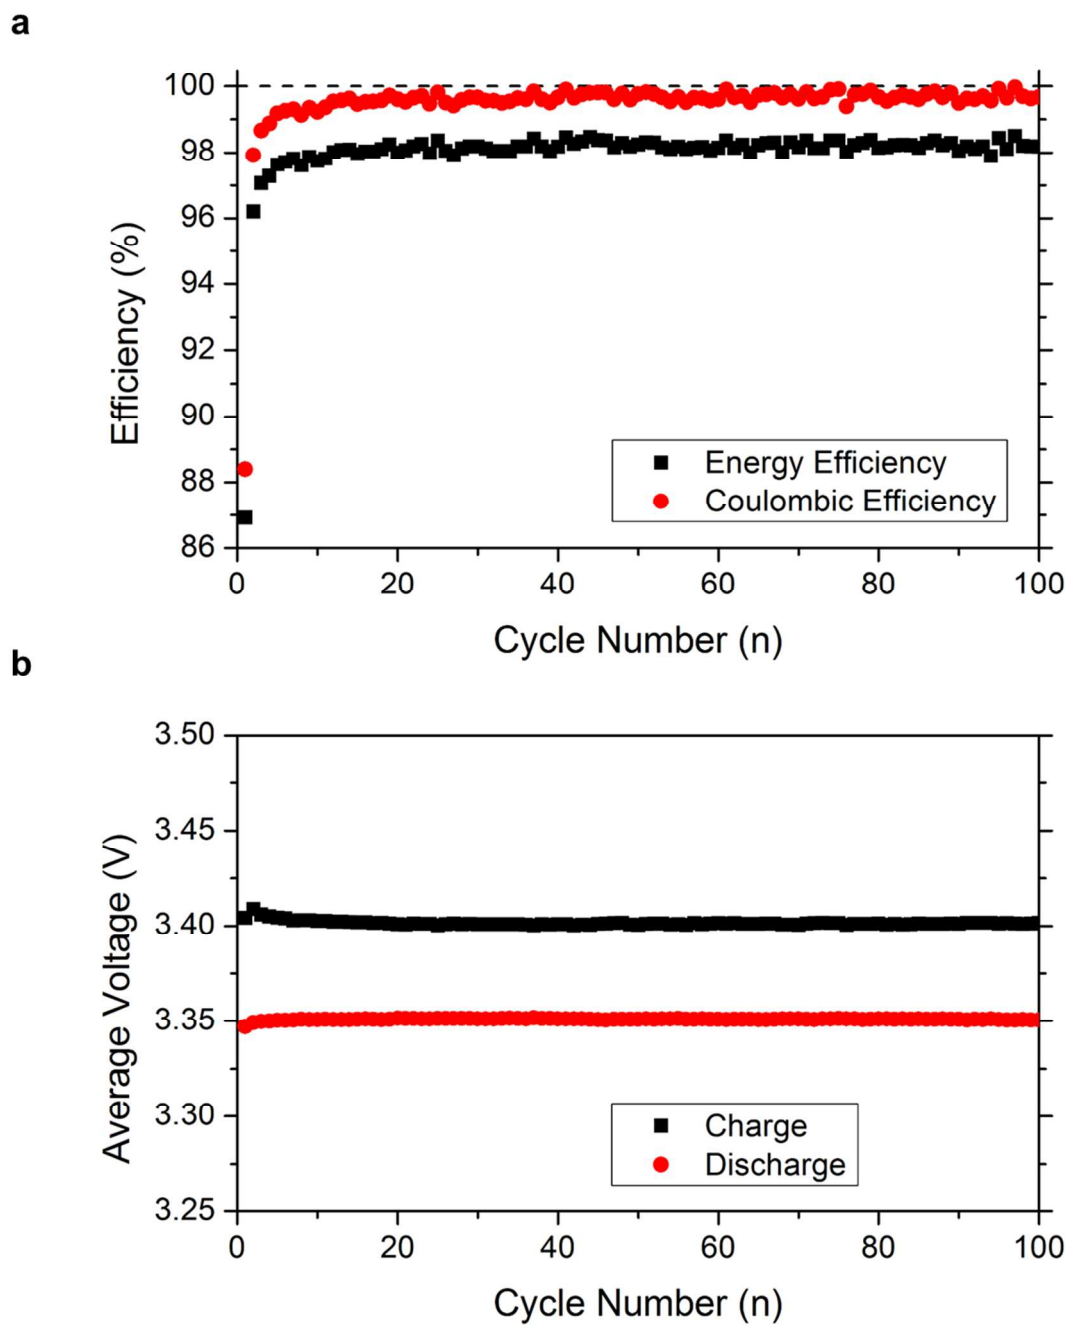 a
100
98
96
94
92
90
88
86
Efficiency (%)
Energy Efficiency
Coulombic Efficiency
0 20 40 60 80 100
Cycle Number (n)
b
3.50
3.45
3.40
3.35
3.30
3.25
Average Voltage (V)
Charge
Discharge
0 20 40 60 80 100
Cycle Number (n)